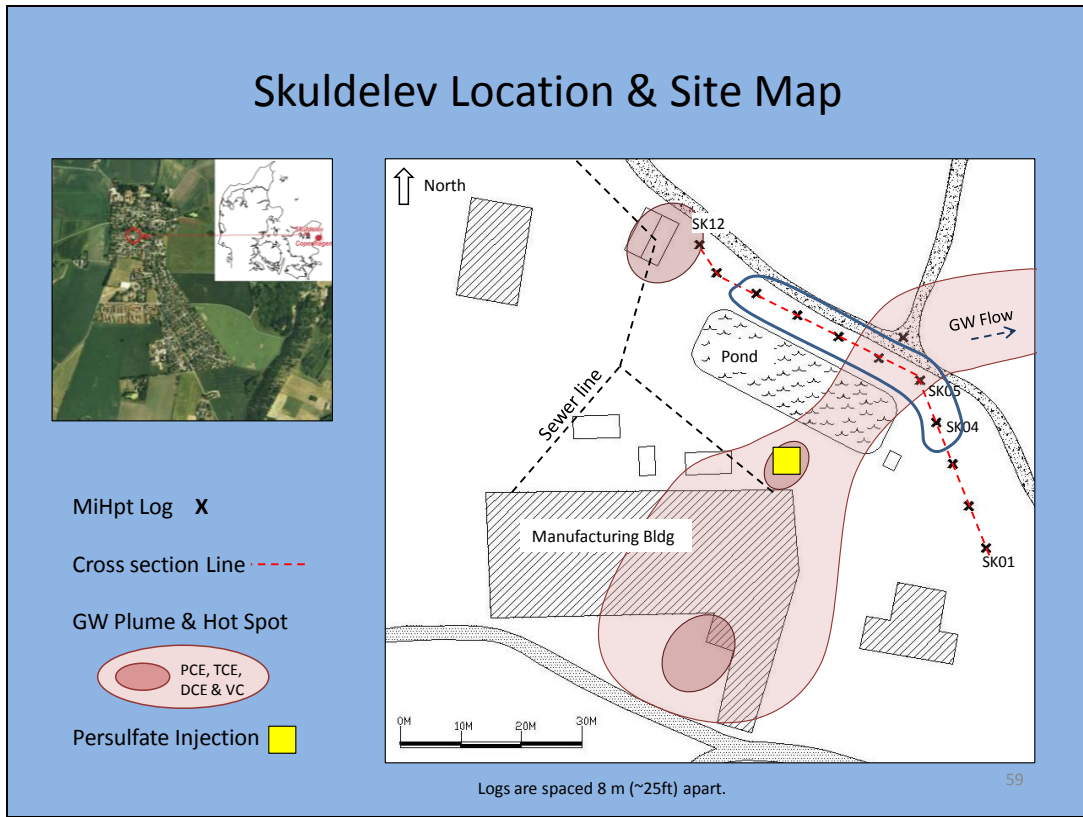 Skuldelev Location & Site Map
Skuldelev
Copenhagen
North
SK12
GW Flow
Pond
SK05
Sewer line
SK04
Manufacturing Bldg
SK01
MiHpt Log X
Cross section Line
GW Plume & Hot Spot
PCE, TCE,
DCE & VC
Persulfate Injection
0M 10M 20M 30M
Logs are spaced 8 m (~25ft) apart.
59